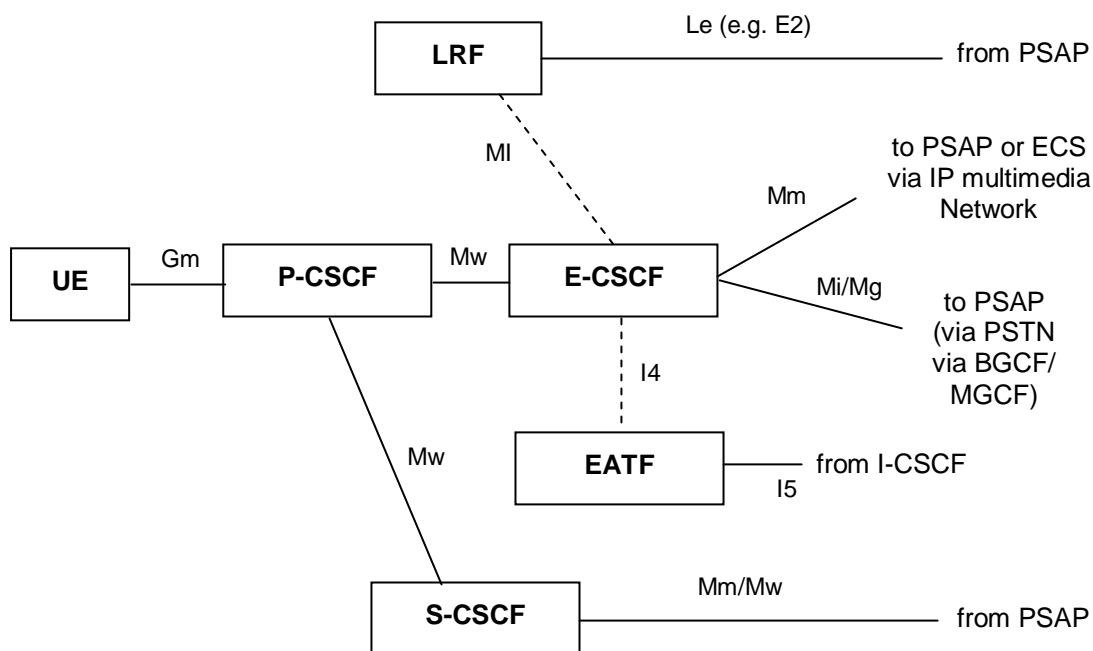 Le (e.g. E2)
LRF
from PSAP
Ml
to PSAP or ECS
via IP multimedia
Network
Mm
Gm
Mw
UE
P-CSCF
E-CSCF
Mi/Mg
to PSAP
(via PSTN
via BGCF/
MGCF)
I4
Mw
EATF
from I-CSCF
I5
Mm/Mw
S-CSCF
from PSAP